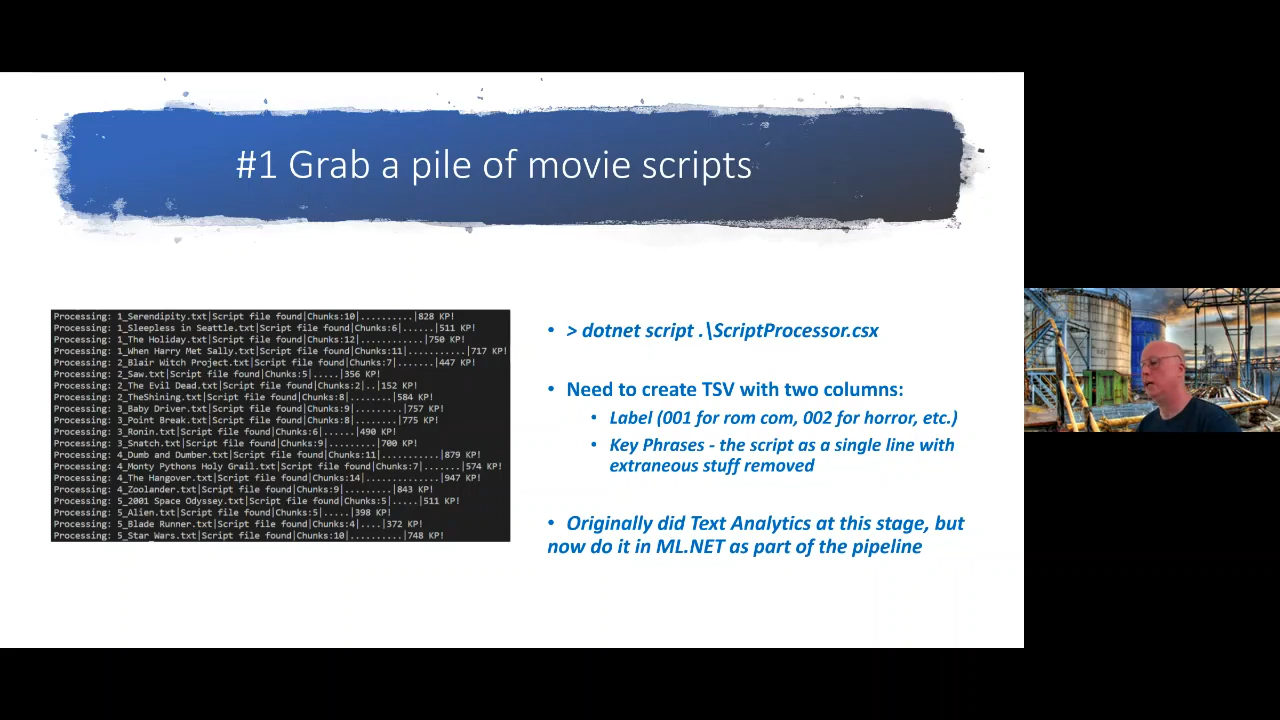 #1 Grab a pile of movie scripts
Processing: 1_Serendipity.txt|Script file found|Chunks:10|..........|828 KP!
Processing: 1_Sleepless in Seattle.txt|Script file found|Chunks:6|......|511 KP!
Processing: 1_The Holiday.txt|Script file found|Chunks:12|............|750 KP!
Processing: 1_When Harry Met Sally.txt|Script file found|Chunks:11|...........|717 KP!
Processing: 2_Blair Witch Project.txt|Script file found|Chunks:7|.......|447 KP!
Processing: 2_Saw.txt|Script file found|Chunks:5|.....|356 KP!
Processing: 2_The Evil Dead.txt|Script file found|Chunks:2|..|152 KP!
Processing: 2_TheShining.txt|Script file found|Chunks:8|........|584 KP!
Processing: 3_Baby Driver.txt|Script file found|Chunks:9|.........|757 KP!
Processing: 3_Point Break.txt|Script file found|Chunks:8|........|775 KP!
Processing: 3_Ronin.txt|Script file found|Chunks:6|......|490 KP!
Processing: 3_Snatch.txt|Script file found|Chunks:9|.........|700 KP!
Processing: 4_Dumb and Dumber.txt|Script file found|Chunks:11|...........|879 KP!
Processing: 4_Monty Pythons Holy Grail.txt|Script file found|Chunks:7|.......|574 KP!
Processing: 4_The Hangover.txt|Script file found|Chunks:14|..............|947 KP!
Processing: 4_Zoolander.txt|Script file found|Chunks:9|.........|843 KP!
Processing: 5_2001 Space Odyssey.txt|Script file found|Chunks:5|.....|511 KP!
Processing: 5_Alien.txt|Script file found|Chunks:5|.....|398 KP!
Processing: 5_Blade Runner.txt|Script file found|Chunks:4|....|372 KP!
Processing: 5_Star Wars.txt|Script file found|Chunks:10|..........|748 KP!
• > dotnet script .\ScriptProcessor.csx
• Need to create TSV with two columns:
• Label (001 for rom com, 002 for horror, etc.)
• Key Phrases - the script as a single line with
extraneous stuff removed
• Originally did Text Analytics at this stage, but
now do it in ML.NET as part of the pipeline